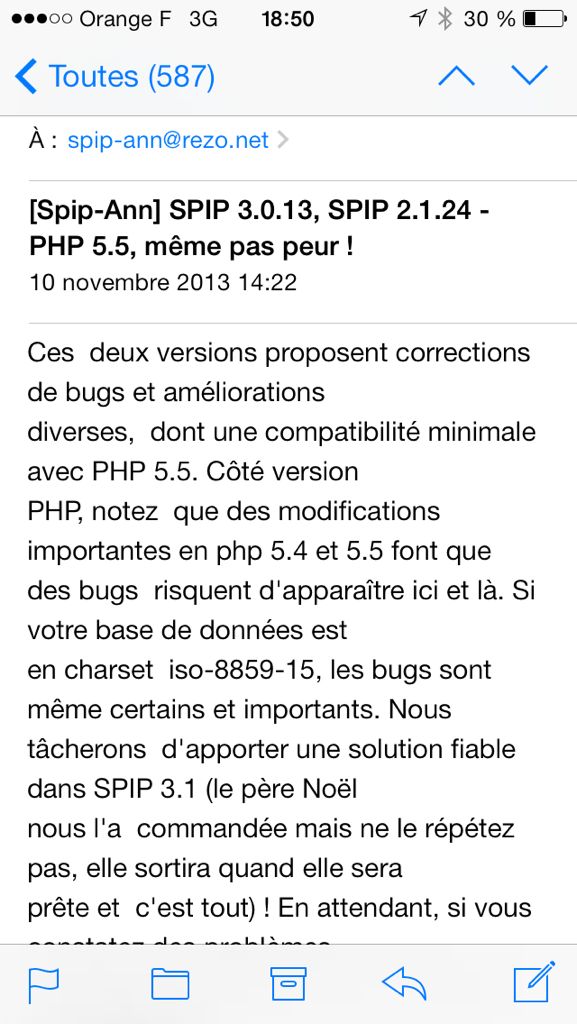 Orange F 3G 18:50 30 %
Toutes (587)
À : spip-ann@rezo.net
[Spip-Ann] SPIP 3.0.13, SPIP 2.1.24 -
PHP 5.5, même pas peur !
10 novembre 2013 14:22
Ces  deux versions proposent corrections
de bugs et améliorations
diverses,  dont une compatibilité minimale
avec PHP 5.5. Côté version
PHP, notez  que des modifications
importantes en php 5.4 et 5.5 font que
des bugs  risquent d'apparaître ici et là. Si
votre base de données est
en charset  iso-8859-15, les bugs sont
même certains et importants. Nous
tâcherons  d'apporter une solution fiable
dans SPIP 3.1 (le père Noël
nous l'a  commandée mais ne le répétez
pas, elle sortira quand elle sera
prête et  c'est tout) ! En attendant, si vous
constatez des problèmes